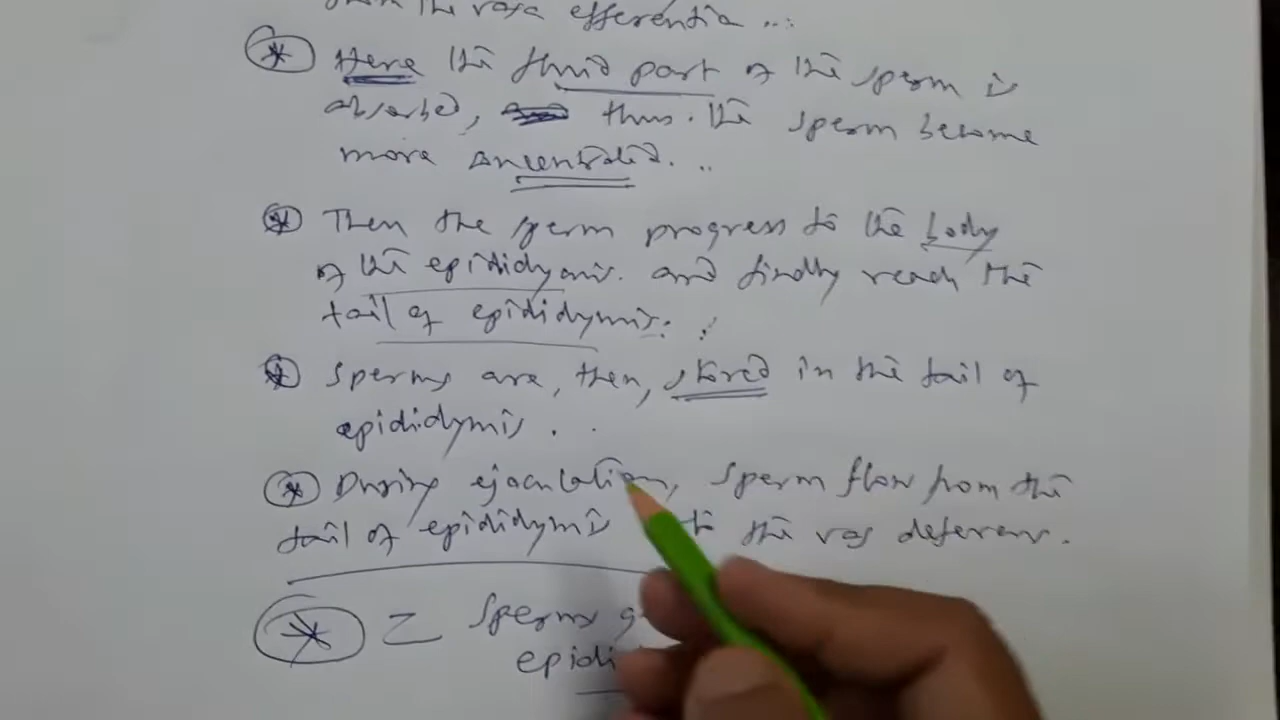 the vasa efferentia ...
* Here the fluid part of the sperm is
absorbed, thus. the sperm become
more concentrated. ..
* Then the sperm progress to the body
of the epididymis. and finally reach the
tail of epididymis.
* Sperms are, then, stored in the tail of
epididymis . .
* During ejaculation, sperm flow from the
tail of epididymis to the vas deferens.
* Sperms